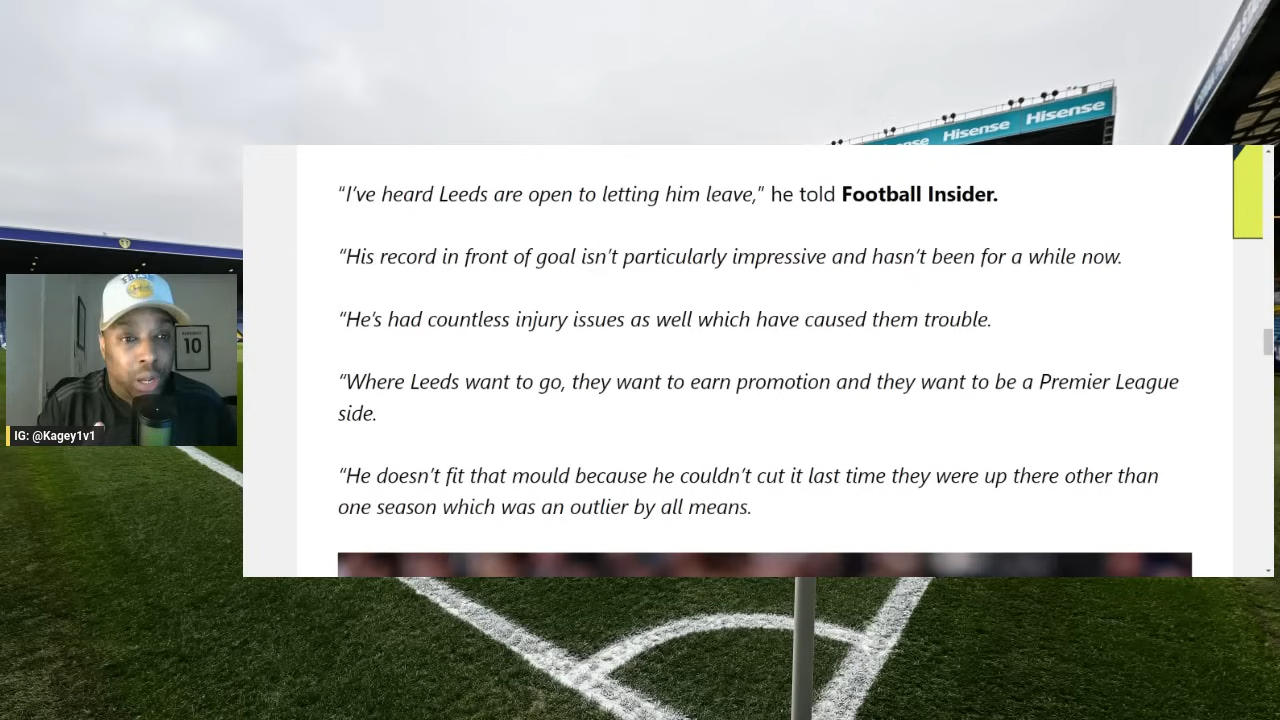 Hisense Hisense
“I’ve heard Leeds are open to letting him leave,” he told Football Insider.
“His record in front of goal isn’t particularly impressive and hasn’t been for a while now.
“He’s had countless injury issues as well which have caused them trouble.
“Where Leeds want to go, they want to earn promotion and they want to be a Premier League
side.
“He doesn’t fit that mould because he couldn’t cut it last time they were up there other than
one season which was an outlier by all means.
10
IG: @Kagey1v1